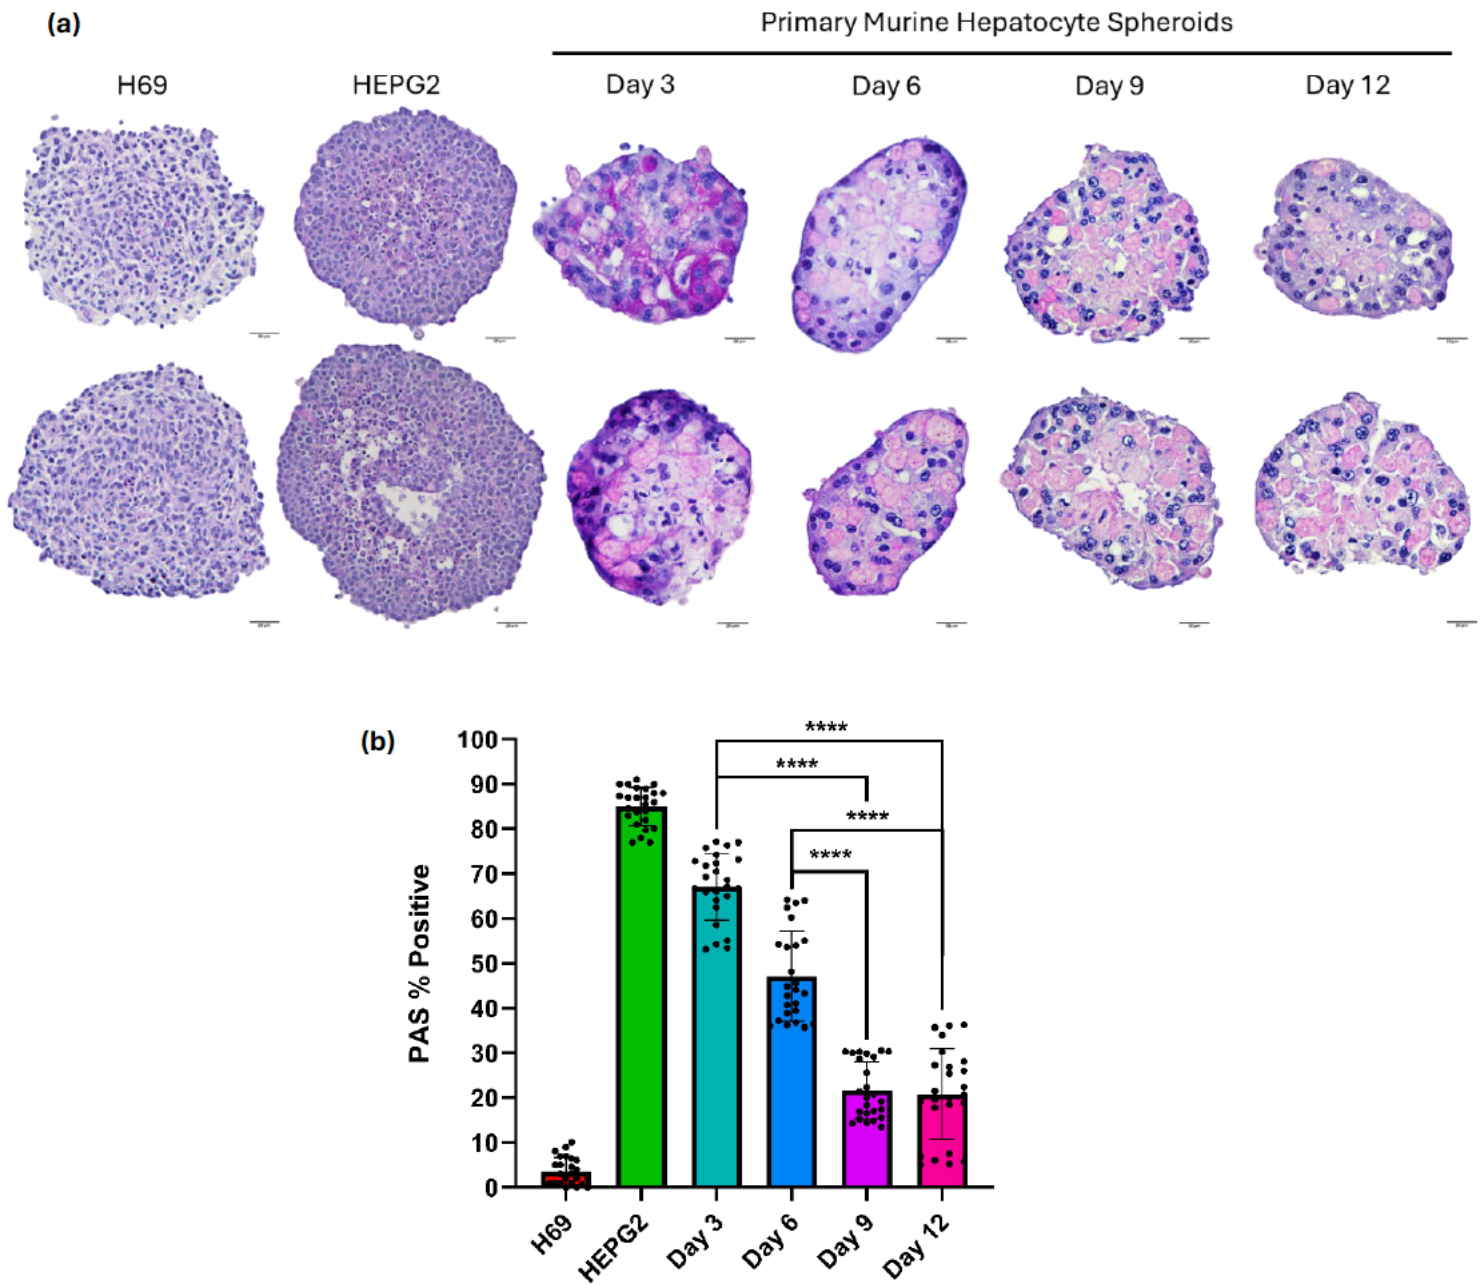 (a)
Primary Murine Hepatocyte Spheroids
H69
HEPG2
Day 3
Day 6
Day 9
Day 12
(b)
PAS % Positive
100
90
80
70
60
50
40
30
20
10
0
****
****
****
****
H69
HEPG2
Day 3
Day 6
Day 9
Day 12